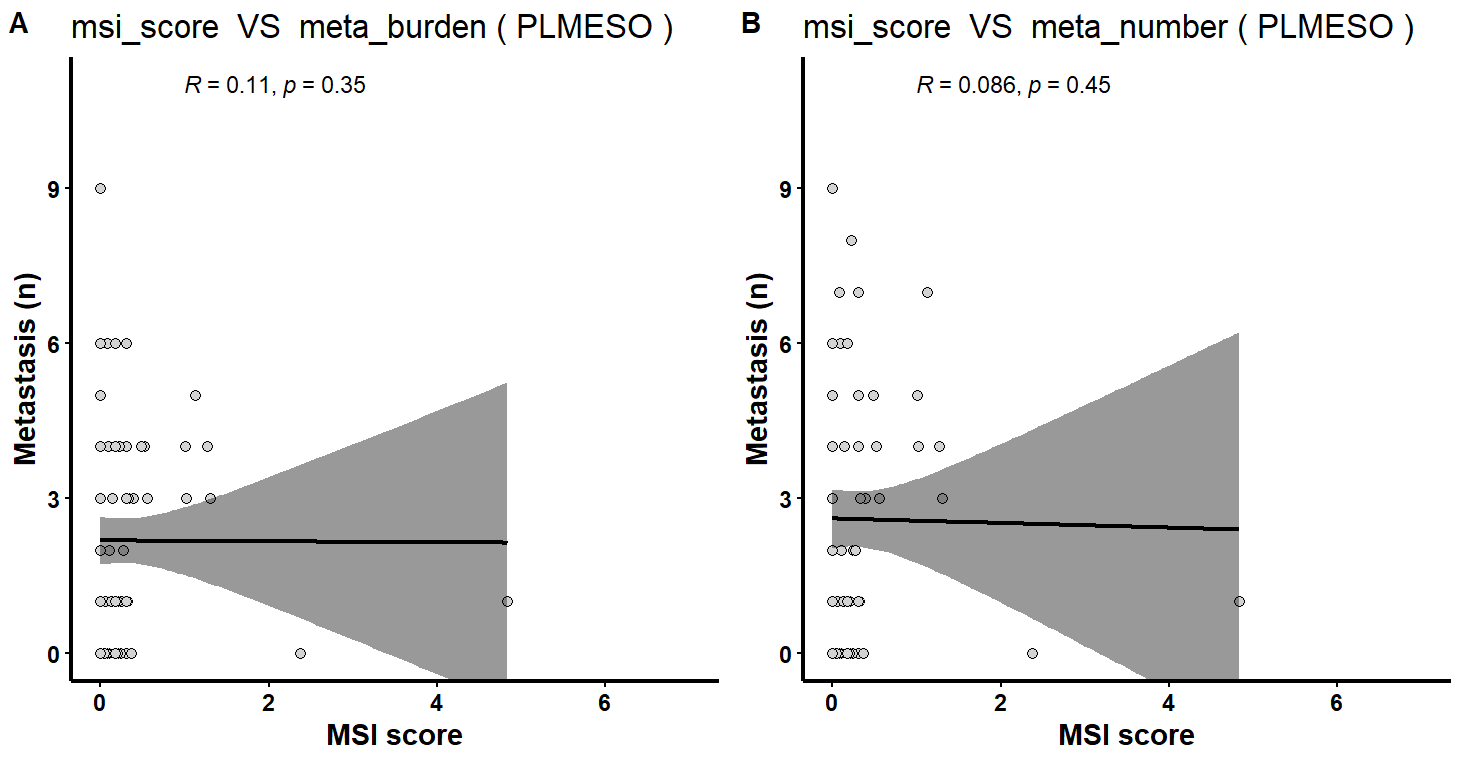 A
msi_score VS meta_burden ( PLMESO )
R = 0.11, p = 0.35
9
6
3
0
Metastasis (n)
0 2 4 6
MSI score
B
msi_score VS meta_number ( PLMESO )
R = 0.086, p = 0.45
9
6
3
0
Metastasis (n)
0 2 4 6
MSI score